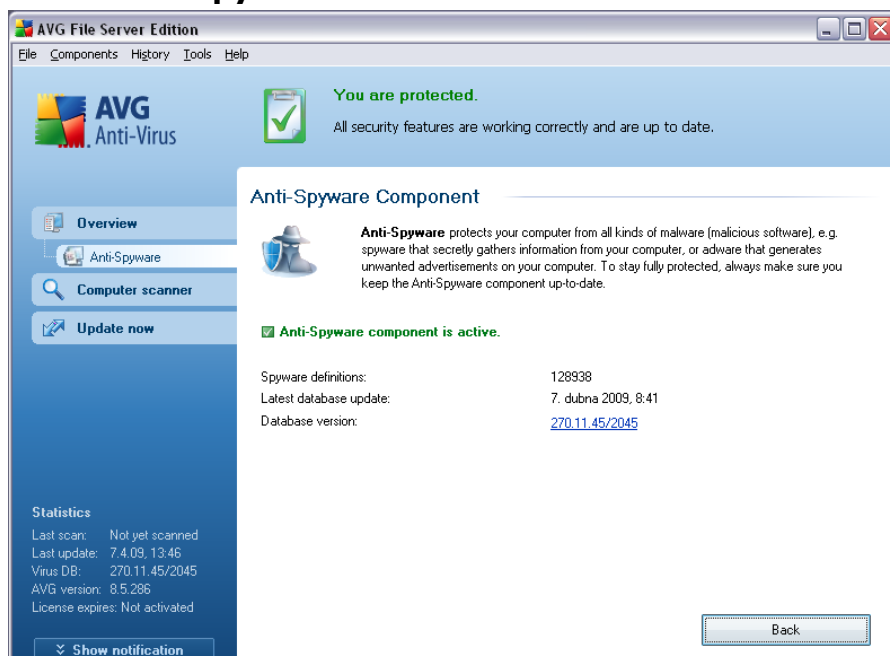 AVG File Server Edition
File Components History Tools Help
AVG
Anti-Virus
You are protected.
All security features are working correctly and are up to date.
Overview
Anti-Spyware
Computer scanner
Update now
Anti-Spyware Component
Anti-Spyware protects your computer from all kinds of malware (malicious software), e.g.
spyware that secretly gathers information from your computer, or adware that generates
unwanted advertisements on your computer. To stay fully protected, always make sure you
keep the Anti-Spyware component up-to-date.
Anti-Spyware component is active.
Spyware definitions: 128938
Latest database update: 7. dubna 2009, 8:41
Database version: 270.11.45/2045
Statistics
Last scan: Not yet scanned
Last update: 7.4.09, 13:46
Virus DB: 270.11.45/2045
AVG version: 8.5.286
License expires: Not activated
Show notification
Back